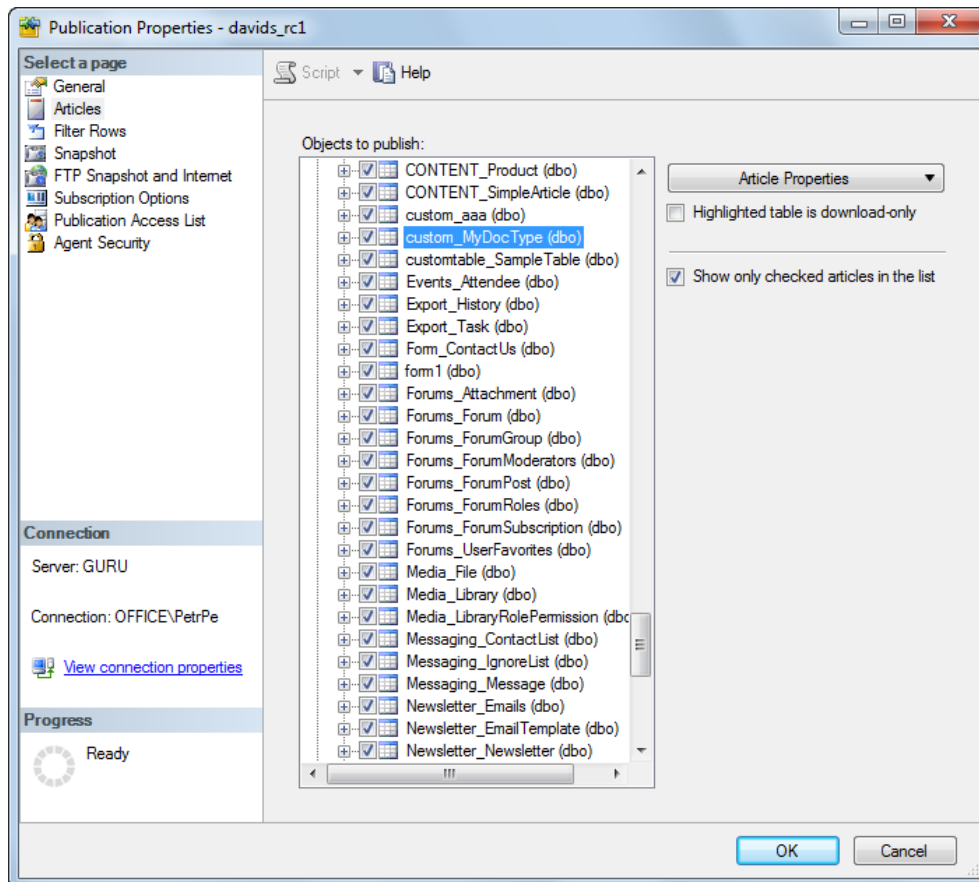 Publication Properties - davids_rc1
Select a page
General
Articles
Filter Rows
Snapshot
FTP Snapshot and Internet
Subscription Options
Publication Access List
Agent Security
Connection
Server: GURU
Connection: OFFICE\PetrPe
View connection properties
Progress
Ready
Script
Help
Objects to publish:
CONTENT_Product (dbo)
CONTENT_SimpleArticle (dbo)
custom_aaa (dbo)
custom_MyDocType (dbo)
customtable_SampleTable (dbo)
Events_Attendee (dbo)
Export_History (dbo)
Export_Task (dbo)
Form_ContactUs (dbo)
form1 (dbo)
Forums_Attachment (dbo)
Forums_Forum (dbo)
Forums_ForumGroup (dbo)
Forums_ForumModerators (dbo)
Forums_ForumPost (dbo)
Forums_ForumRoles (dbo)
Forums_ForumSubscription (dbo)
Forums_UserFavorites (dbo)
Media_File (dbo)
Media_Library (dbo)
Media_LibraryRolePermission (dbo
Messaging_ContactList (dbo)
Messaging_IgnoreList (dbo)
Messaging_Message (dbo)
Newsletter_Emails (dbo)
Newsletter_EmailTemplate (dbo)
Newsletter_Newsletter (dbo)
Article Properties
Highlighted table is download-only
Show only checked articles in the list
OK
Cancel